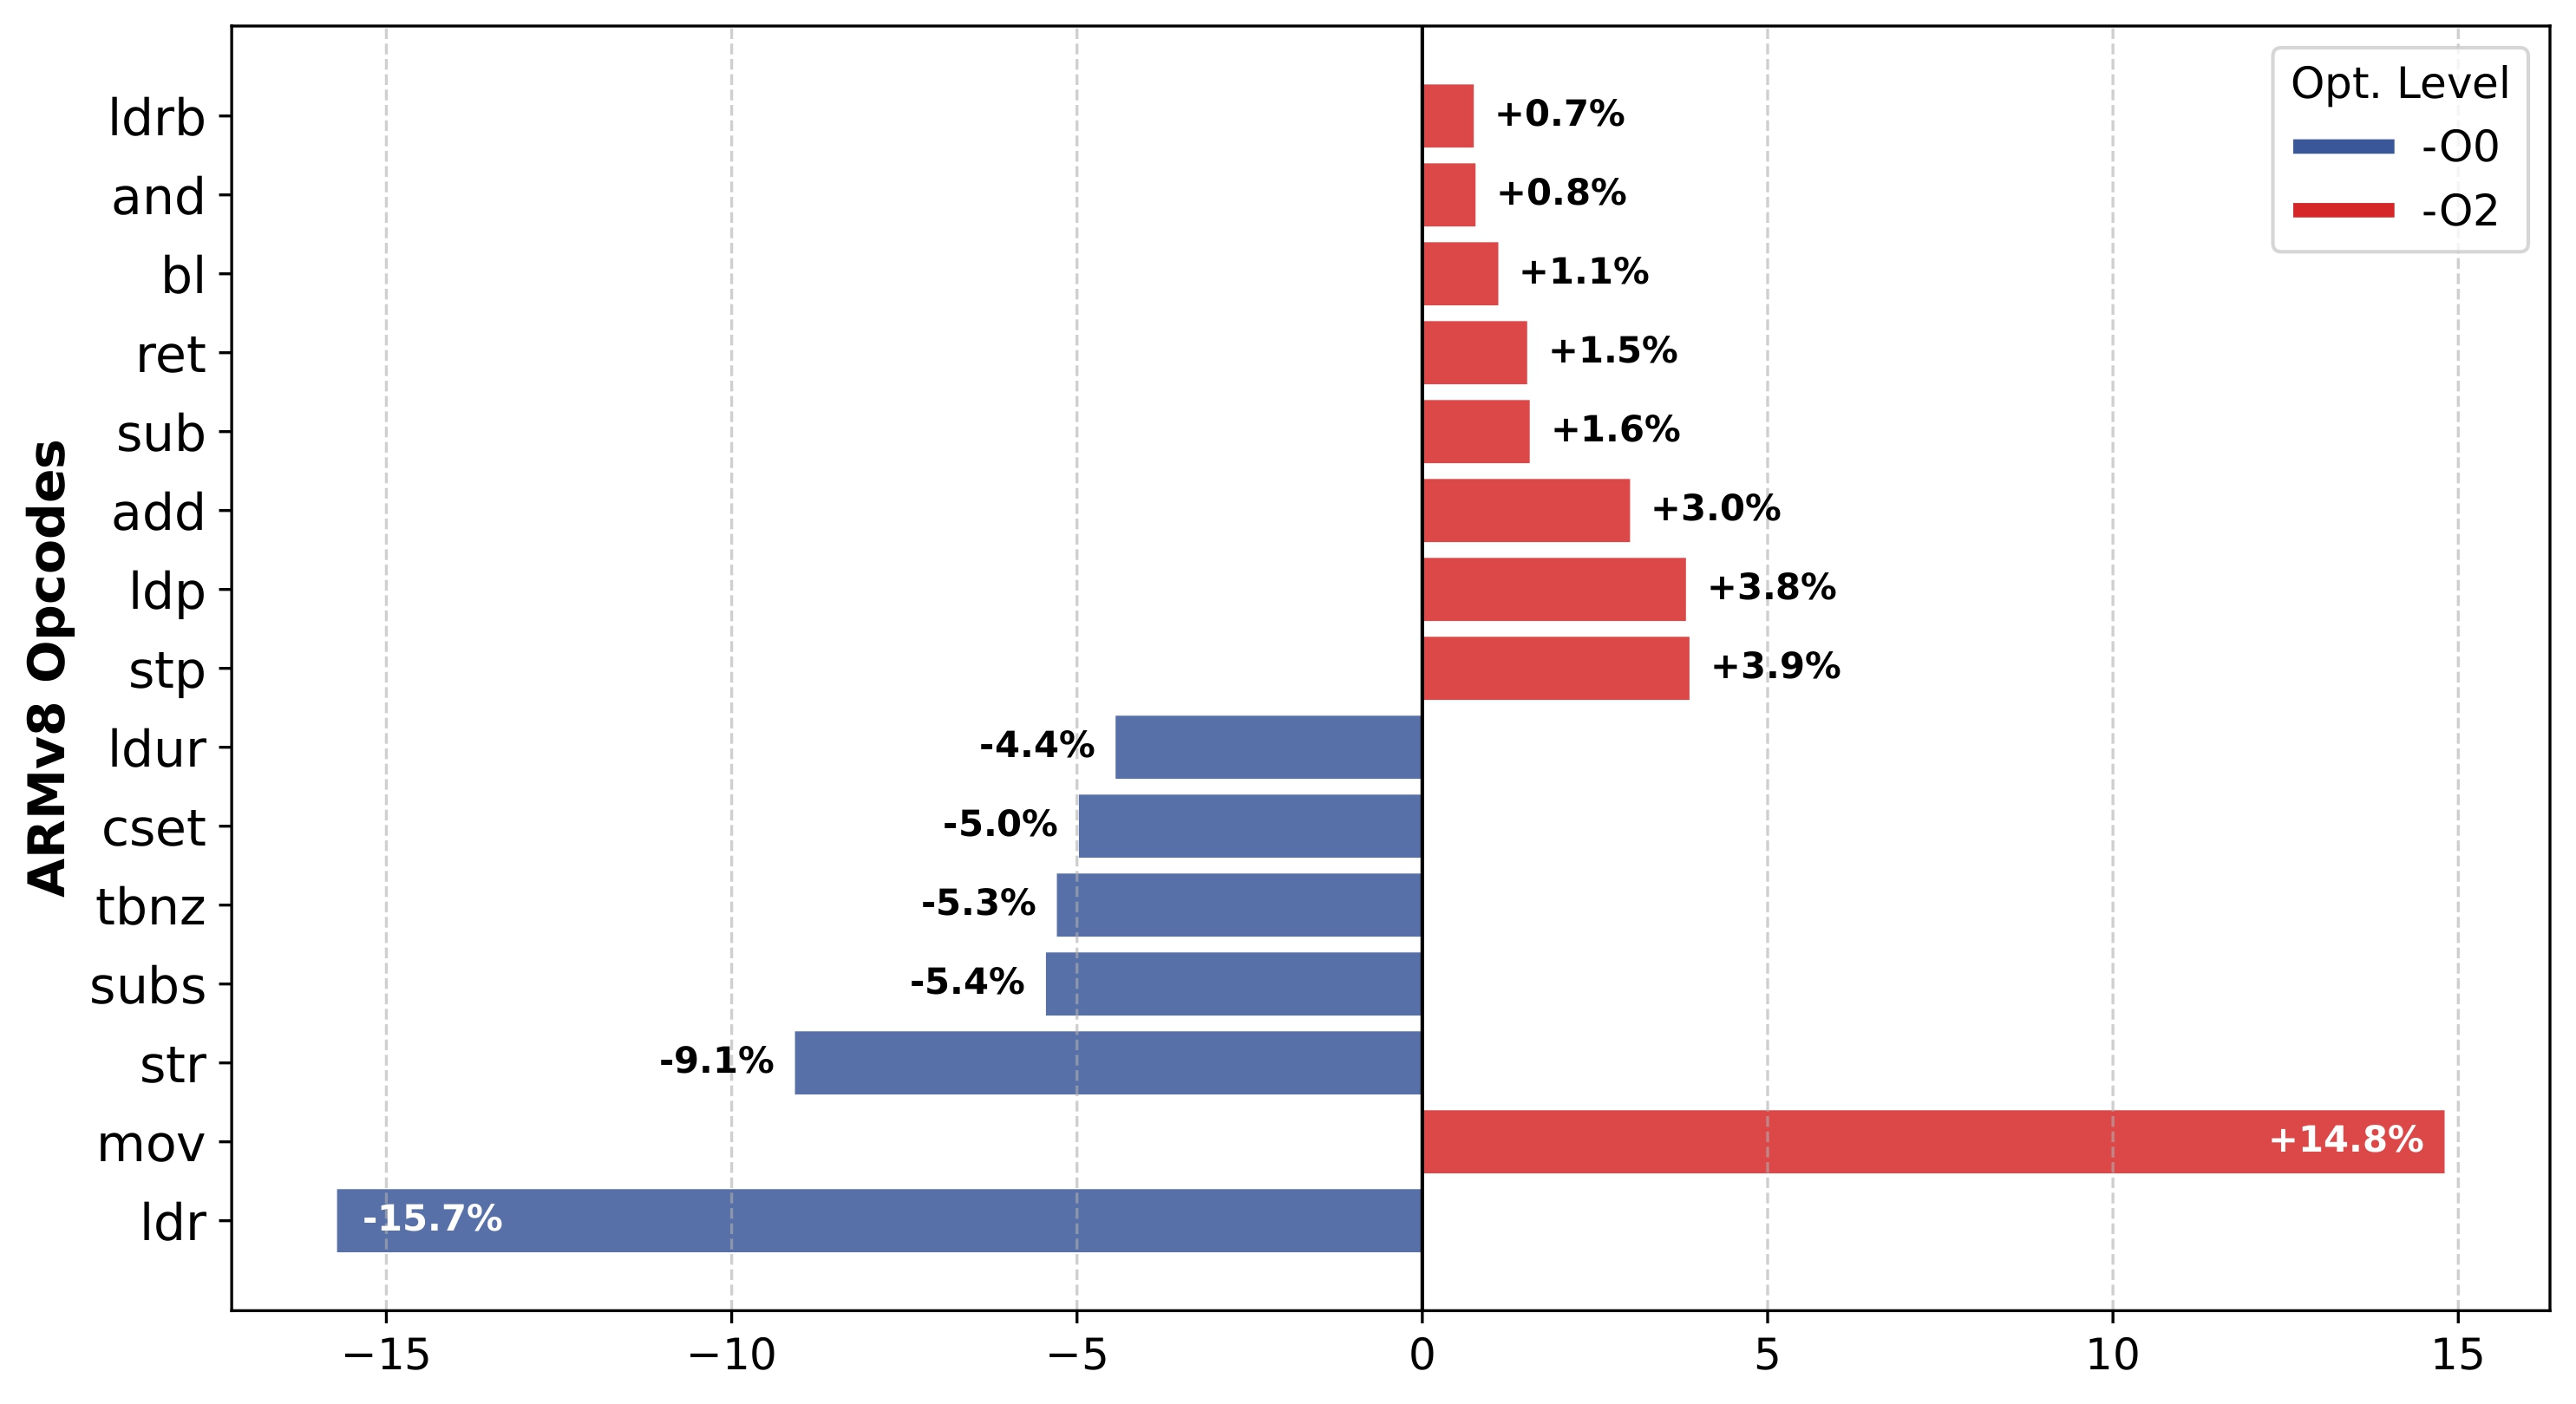 Opt. Level
-O0
-O2
ARMv8 Opcodes
ldrb +0.7%
and +0.8%
bl +1.1%
ret +1.5%
sub +1.6%
add +3.0%
ldp +3.8%
stp +3.9%
ldur -4.4%
cset -5.0%
tbnz -5.3%
subs -5.4%
str -9.1%
mov +14.8%
ldr -15.7%
−15 −10 −5 0 5 10 15